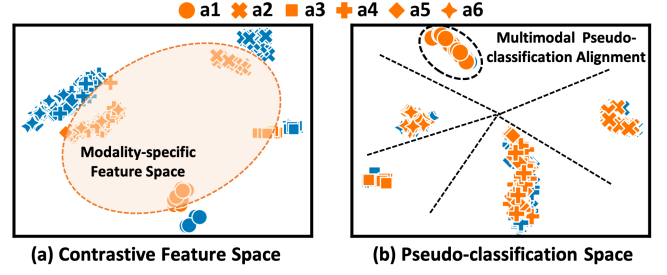 a1 a2 a3 a4 a5 a6
Multimodal Pseudo-
classification Alignment
Modality-specific
Feature Space
(a) Contrastive Feature Space
(b) Pseudo-classification Space